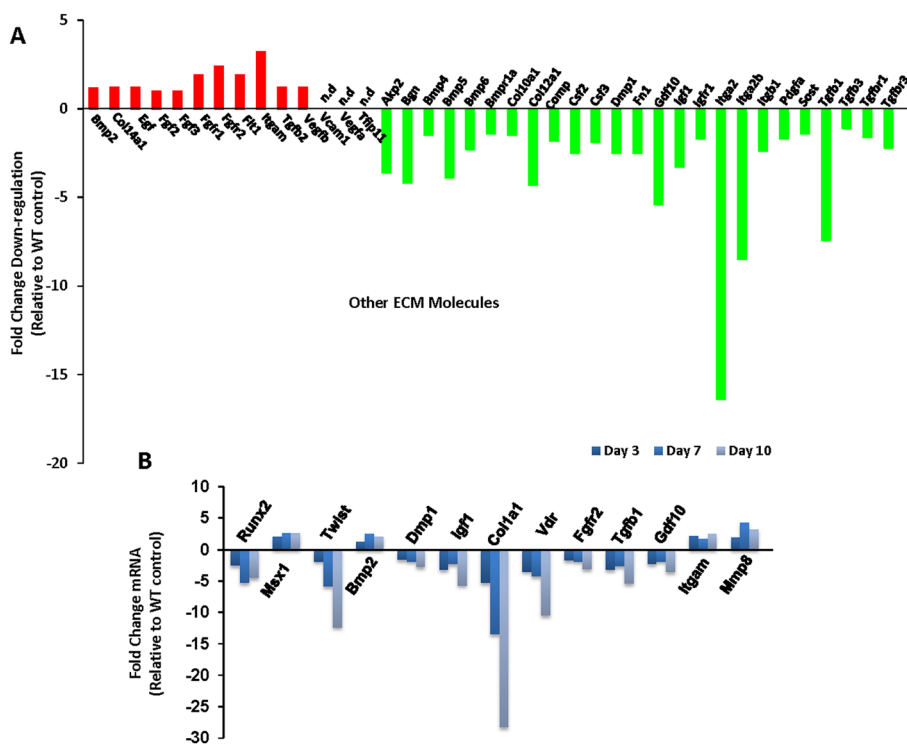 A
5
0
-5
-10
-15
-20
Fold Change Down-regulation
(Relative to WT control)
Bmp2
Col14a1
Egf
Fgf2
Fgf3
Fgfr1
Fgfr2
Flt1
Itgam
Tgfb2
Vegfb
n.d
Vcam1
n.d
Vegfa
n.d
Tfip11
Akp2
Bgn
Bmp4
Bmp5
Bmp6
Bmpr1a
Col10a1
Col12a1
Comp
Csf2
Csf3
Dmp1
Fn1
Gdf10
Igf1
Igfr1
Itga2
Itga2b
Itgb1
Pdgfa
Sost
Tgfb1
Tgfb3
Tgfbr1
Tgfbr3
Other ECM Molecules
B
Day 3 Day 7 Day 10
10
5
0
-5
-10
-15
-20
-25
-30
Fold Change mRNA
(Relative to WT control)
Runx2
Msx1
Twist
Bmp2
Dmp1
Igf1
Col1a1
Vdr
Fgfr2
Tgfb1
Gdf10
Itgam
Mmp8